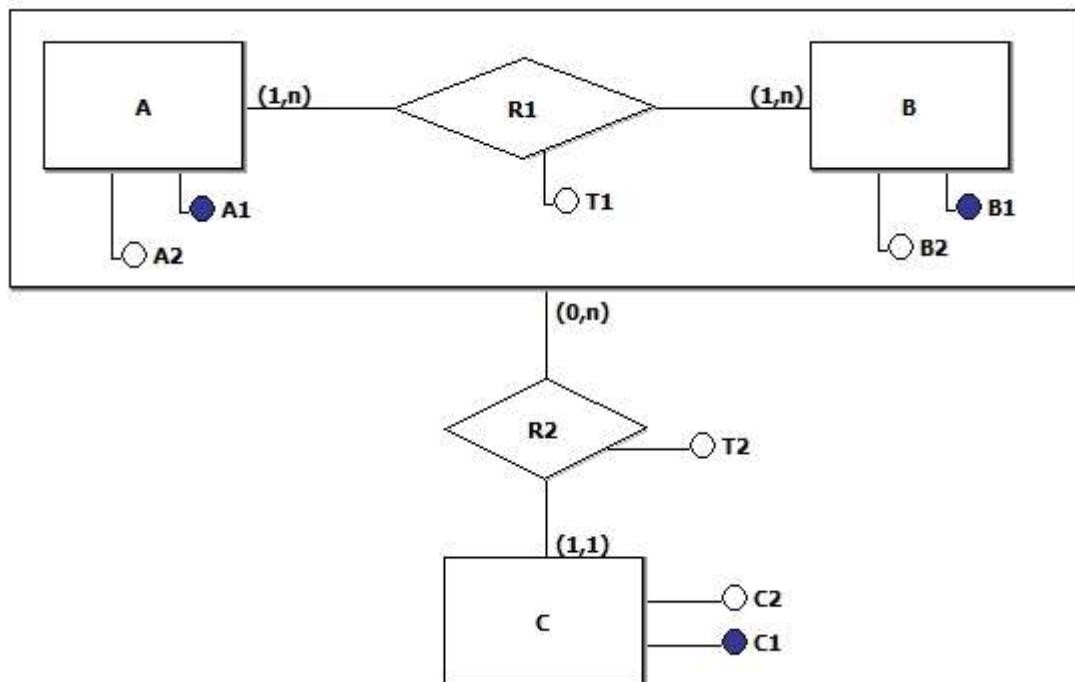 A (1,n) R1 (1,n) B
A1 T1 B1
A2 B2
(0,n)
R2
T2
(1,1)
C2
C
C1